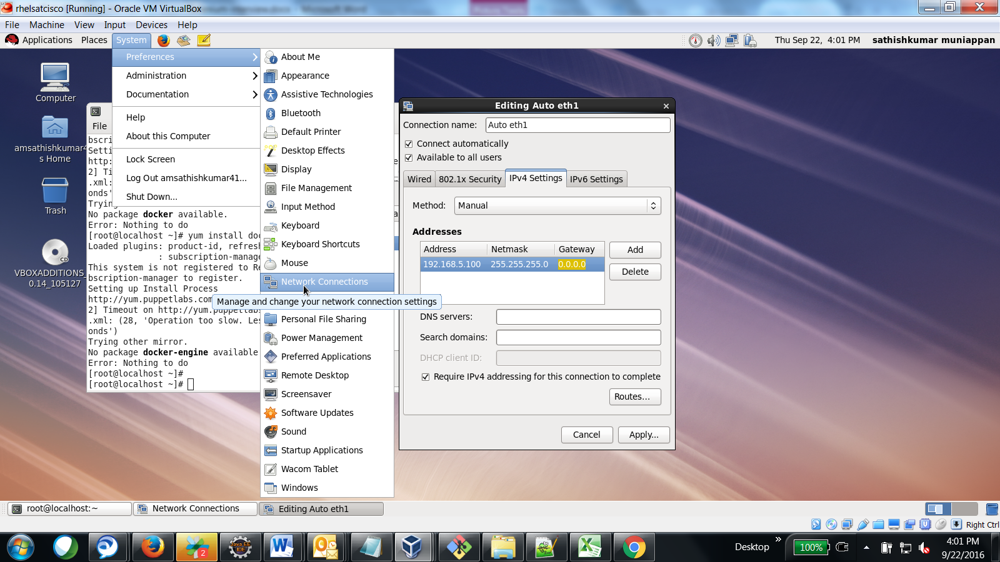 rhelsatcisco [Running] - Oracle VM VirtualBox
File Machine View Input Devices Help
Applications Places System
Thu Sep 22, 4:01 PM sathishkumar muniappan
Preferences
Administration
Documentation
Help
About this Computer
Lock Screen
Log Out amsathishkumar41...
Shut Down...
About Me
Appearance
Assistive Technologies
Bluetooth
Default Printer
Desktop Effects
Display
File Management
Input Method
Keyboard
Keyboard Shortcuts
Mouse
Network Connections
Manage and change your network connection settings
Personal File Sharing
Power Management
Preferred Applications
Remote Desktop
Screensaver
Software Updates
Sound
Startup Applications
Wacom Tablet
Windows
Computer
amsathishkumar4
s Home
Trash
CD
VBOXADDITIONS_
0.14_105127
File
bscri
Setti
http:
2] Ti
.xml:
onds'
Trying
No package docker available.
Error: Nothing to do
[root@localhost ~]# yum install doc
Loaded plugins: product-id, refresh
: subscription-manage
This system is not registered to Re
bscription-manager to register.
Setting up Install Process
http://yum.puppetlabs.com
2] Timeout on http://yum.puppetlabs
.xml: (28, 'Operation too slow. Les
onds')
Trying other mirror.
No package docker-engine available
Error: Nothing to do
[root@localhost ~]#
[root@localhost ~]#
Editing Auto eth1
Connection name: Auto eth1
Connect automatically
Available to all users
Wired 802.1x Security IPv4 Settings IPv6 Settings
Method: Manual
Addresses
Address Netmask Gateway
192.168.5.100 255.255.255.0 0.0.0.0
Add
Delete
DNS servers:
Search domains:
DHCP client ID:
Require IPv4 addressing for this connection to complete
Routes...
Cancel Apply...
root@localhost:~ Network Connections Editing Auto eth1
Right Ctrl
2
Java EE
IDE
Desktop
»
100%
4:01 PM
9/22/2016